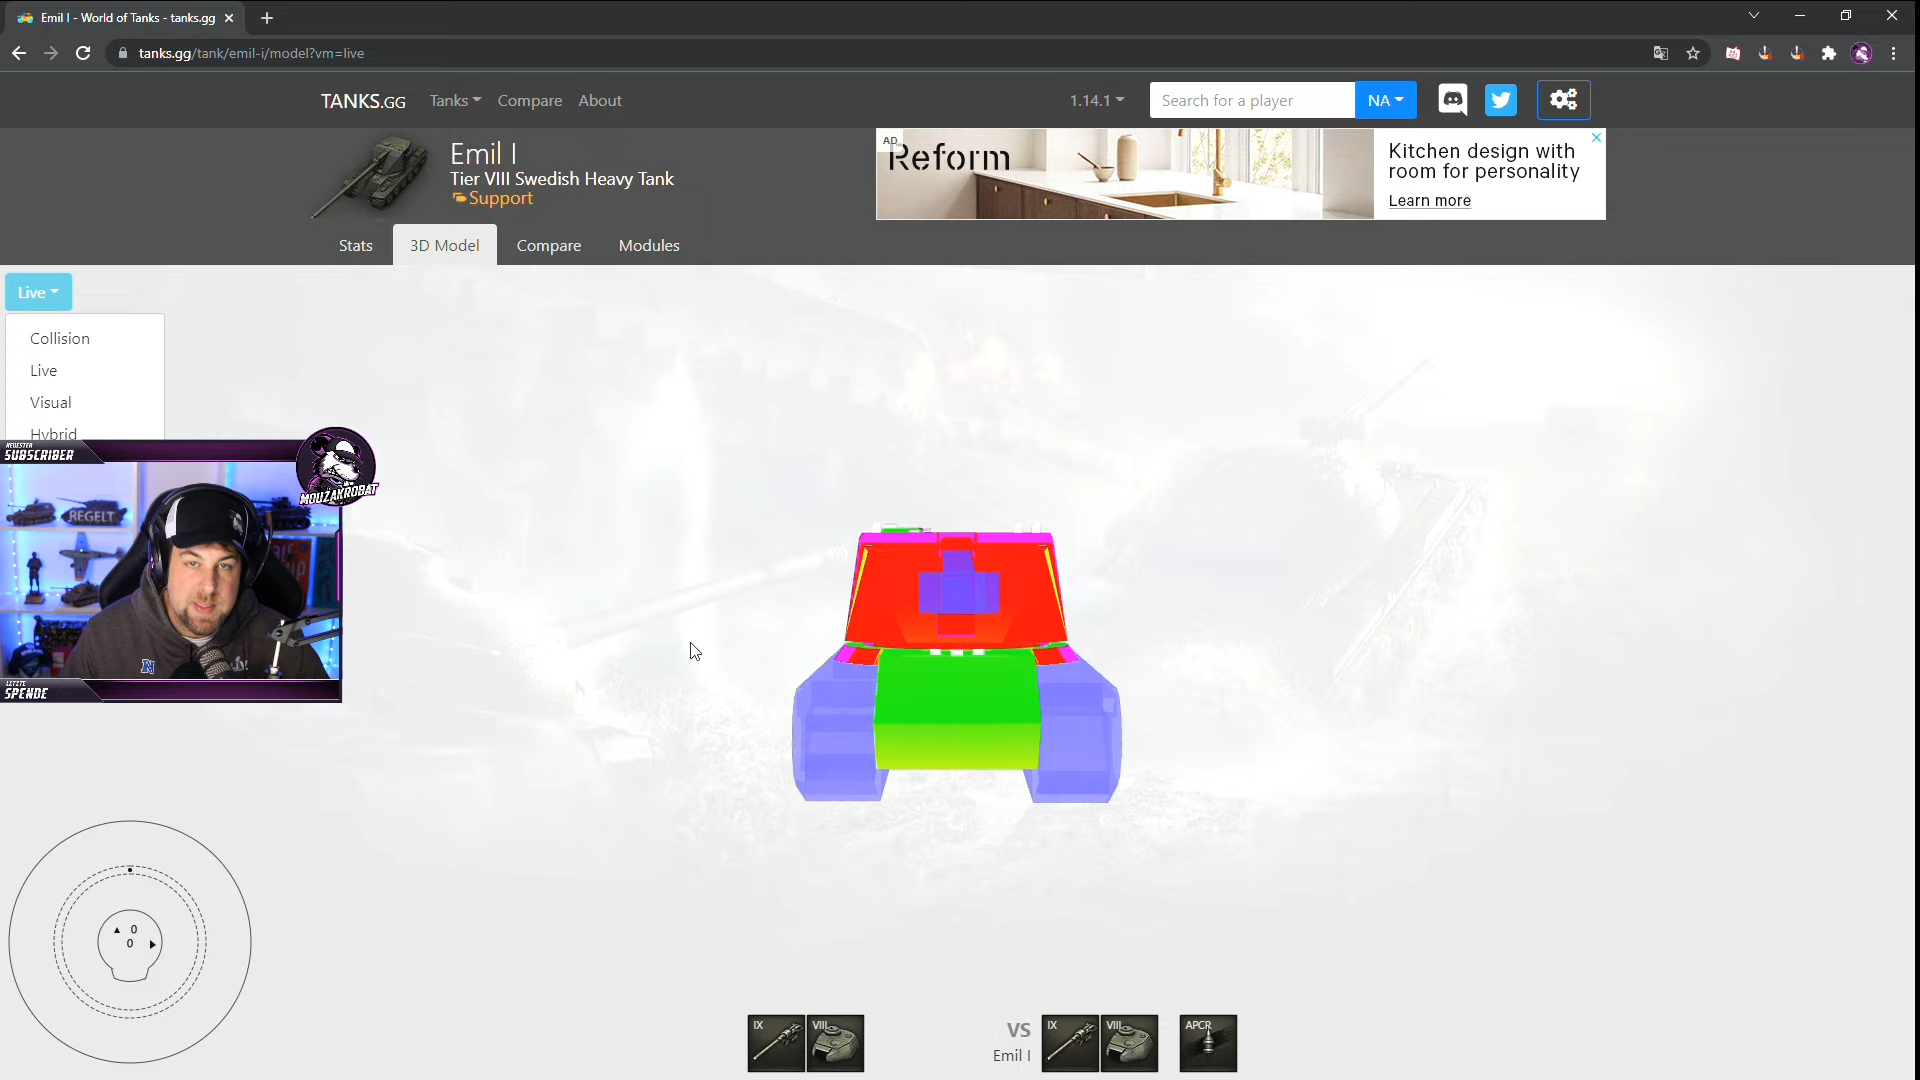 Emil I - World of Tanks - tanks.gg
tanks.gg/tank/emil-i/model?vm=live
TANKS.GG
Tanks
Compare
About
1.14.1
Search for a player
NA
Emil I
Tier VIII Swedish Heavy Tank
Support
AD
Reform
Kitchen design with
room for personality
Learn more
Stats
3D Model
Compare
Modules
Live
Collision
Live
Visual
Hybrid
NEUESTER
SUBSCRIBER
MOUZAKROBAT
REGELT
LETZTE
SPENDE
0
0
IX
VIII
VS
Emil I
IX
VIII
APCR